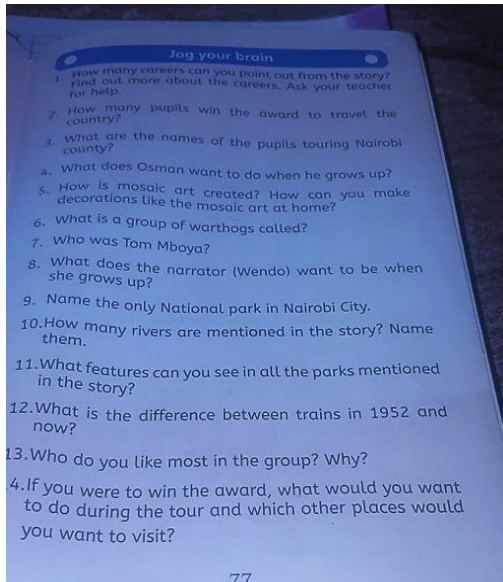 Jog your brain
1. How many careers can you point out from the story?
Find out more about the careers. Ask your teacher
for help.
2. How many pupils win the award to travel the
country?
3. What are the names of the pupils touring Nairobi
county?
4. What does Osman want to do when he grows up?
5. How is mosaic art created? How can you make
decorations like the mosaic art at home?
6. What is a group of warthogs called?
7. Who was Tom Mboya?
8. What does the narrator (Wendo) want to be when
she grows up?
9. Name the only National park in Nairobi City.
10.How many rivers are mentioned in the story? Name
them.
11.What features can you see in all the parks mentioned
in the story?
12.What is the difference between trains in 1952 and
now?
13.Who do you like most in the group? Why?
4.If you were to win the award, what would you want
to do during the tour and which other places would
you want to visit?
77